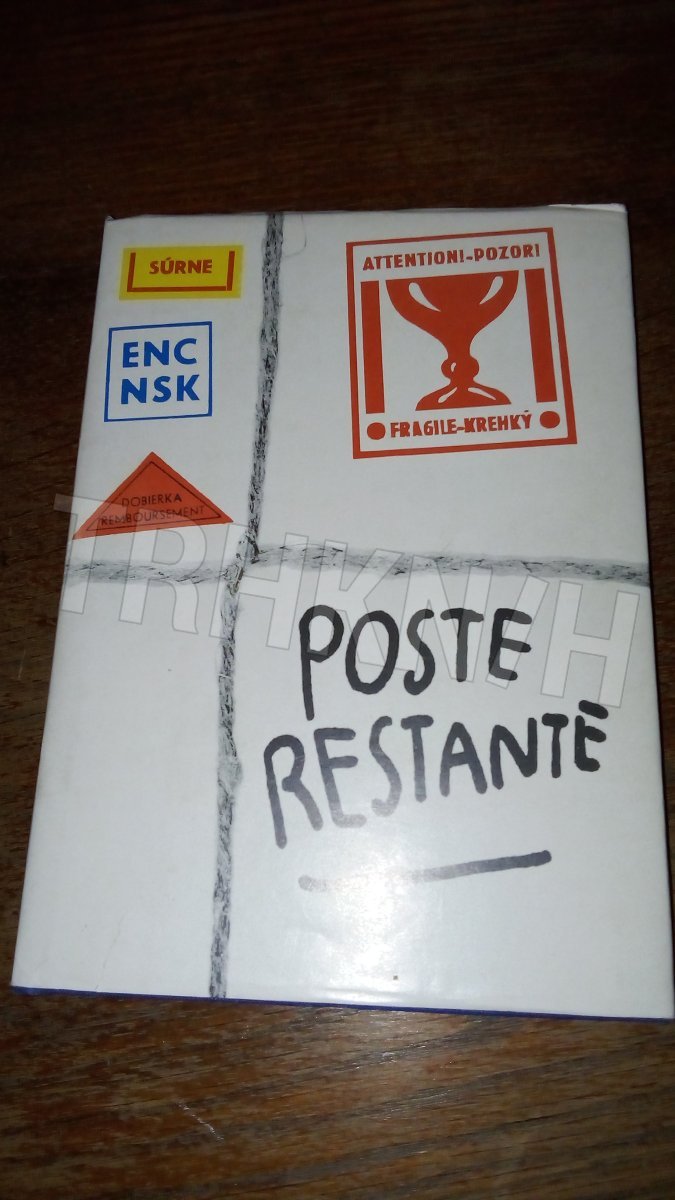 SÚRNE
ENC
NSK
DOBIERKA
REMBOURSEMENT
ATTENTION!-POZOR!
FRAGILE-KREHKÝ
TRHKNIH
POSTE
RESTANTE